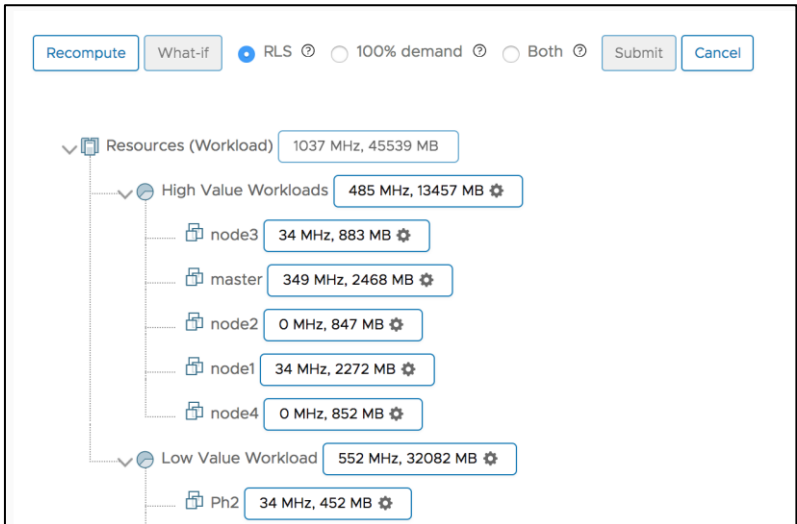 Recompute What-if RLS 100% demand Both Submit Cancel
Resources (Workload) 1037 MHz, 45539 MB
High Value Workloads 485 MHz, 13457 MB
node3 34 MHz, 883 MB
master 349 MHz, 2468 MB
node2 0 MHz, 847 MB
node1 34 MHz, 2272 MB
node4 0 MHz, 852 MB
Low Value Workload 552 MHz, 32082 MB
Ph2 34 MHz, 452 MB